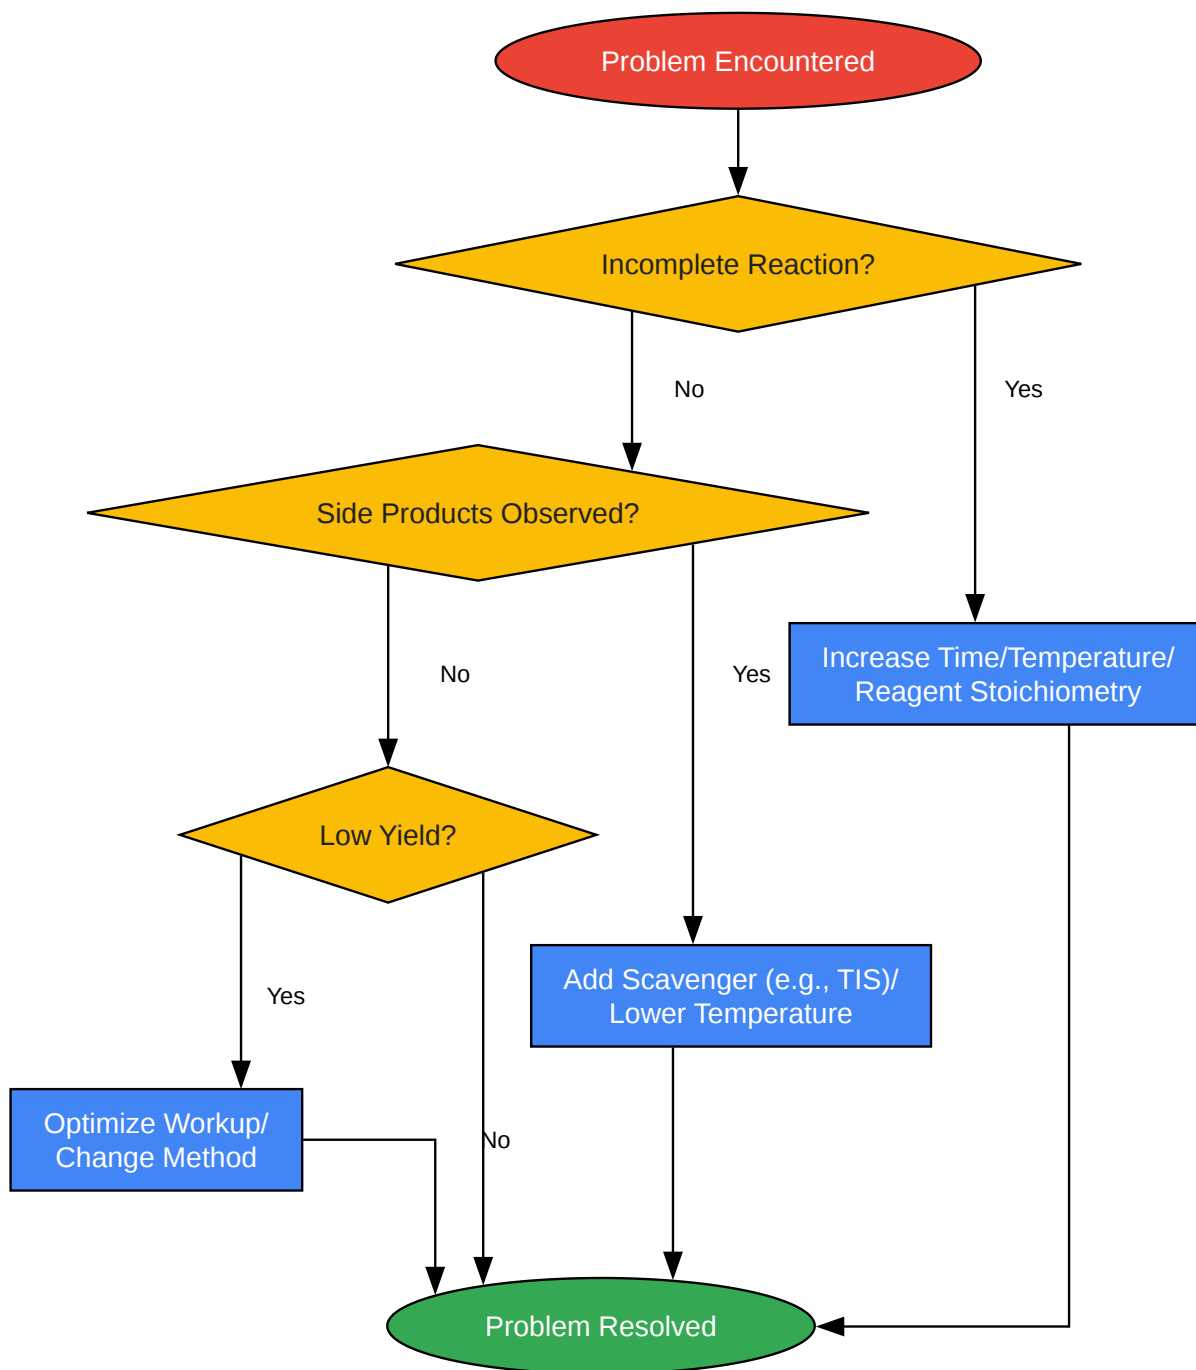 Problem Encountered
Incomplete Reaction?
No
Yes
Side Products Observed?
Increase Time/Temperature/
Reagent Stoichiometry
No
Yes
Low Yield?
Add Scavenger (e.g., TIS)/
Lower Temperature
Yes
Optimize Workup/
Change Method
No
Problem Resolved